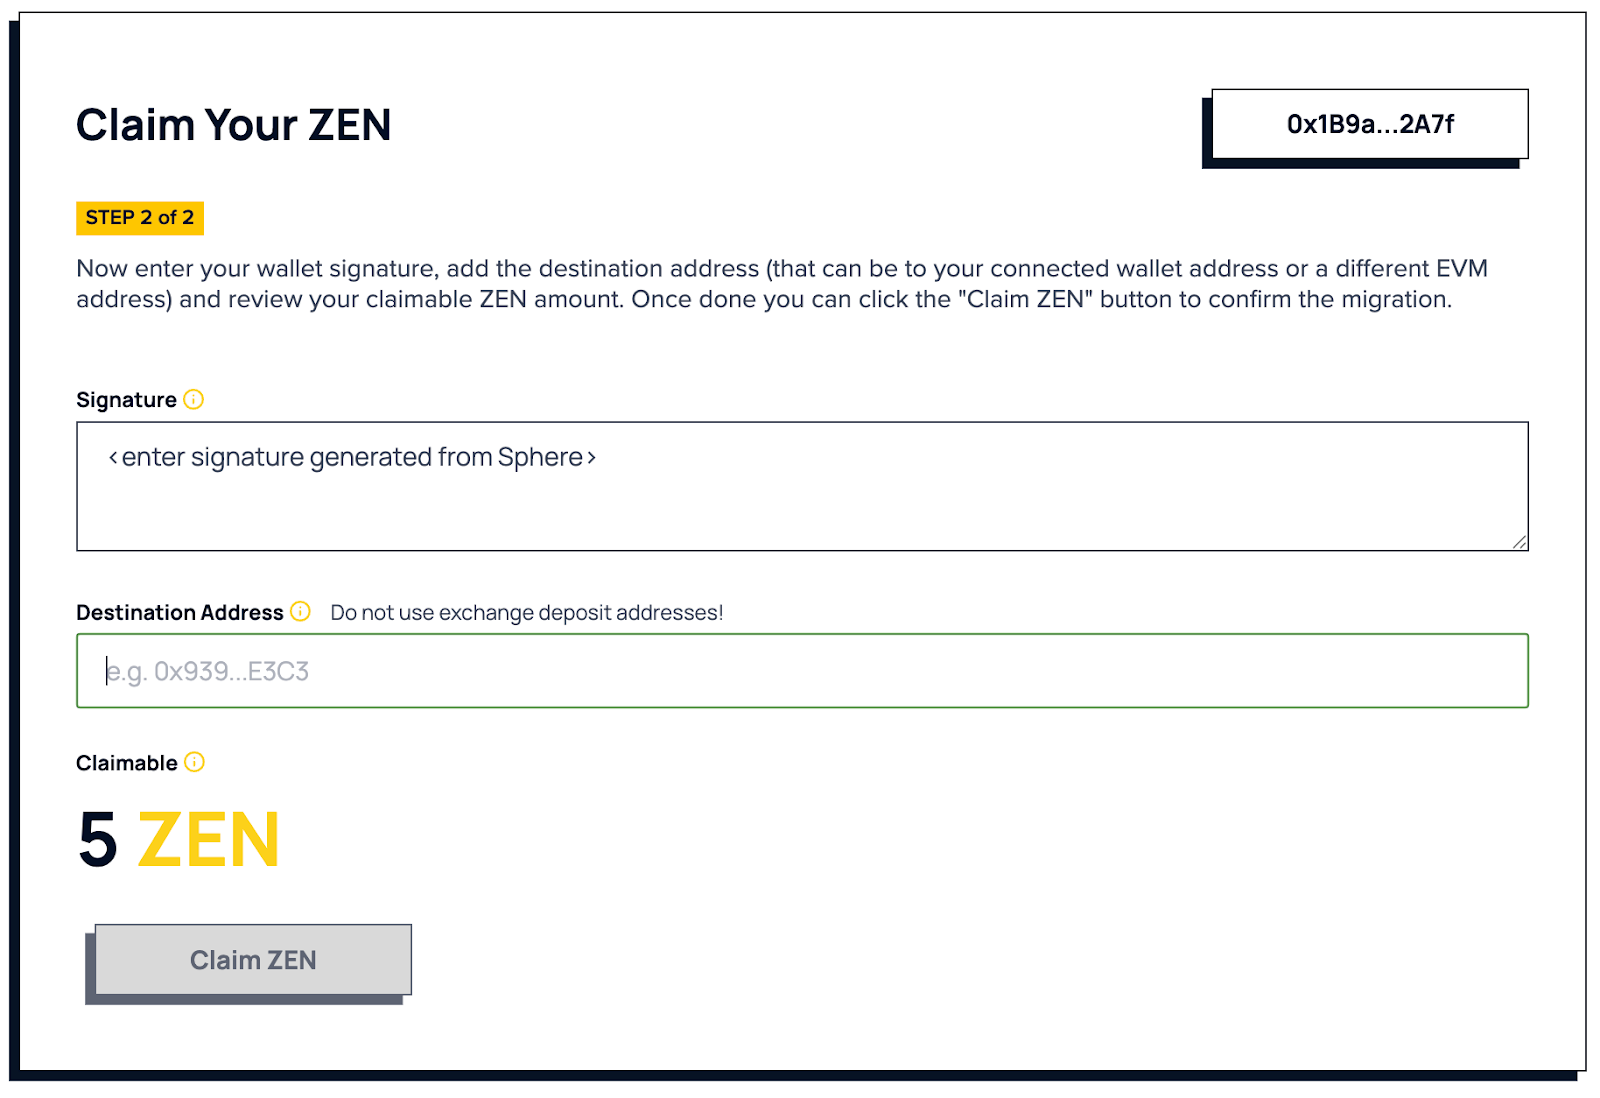 Claim Your ZEN
0x1B9a...2A7f
STEP 2 of 2
Now enter your wallet signature, add the destination address (that can be to your connected wallet address or a different EVM
address) and review your claimable ZEN amount. Once done you can click the "Claim ZEN" button to confirm the migration.
Signature
<enter signature generated from Sphere>
Destination Address Do not use exchange deposit addresses!
e.g. 0x939...E3C3
Claimable
5 ZEN
Claim ZEN